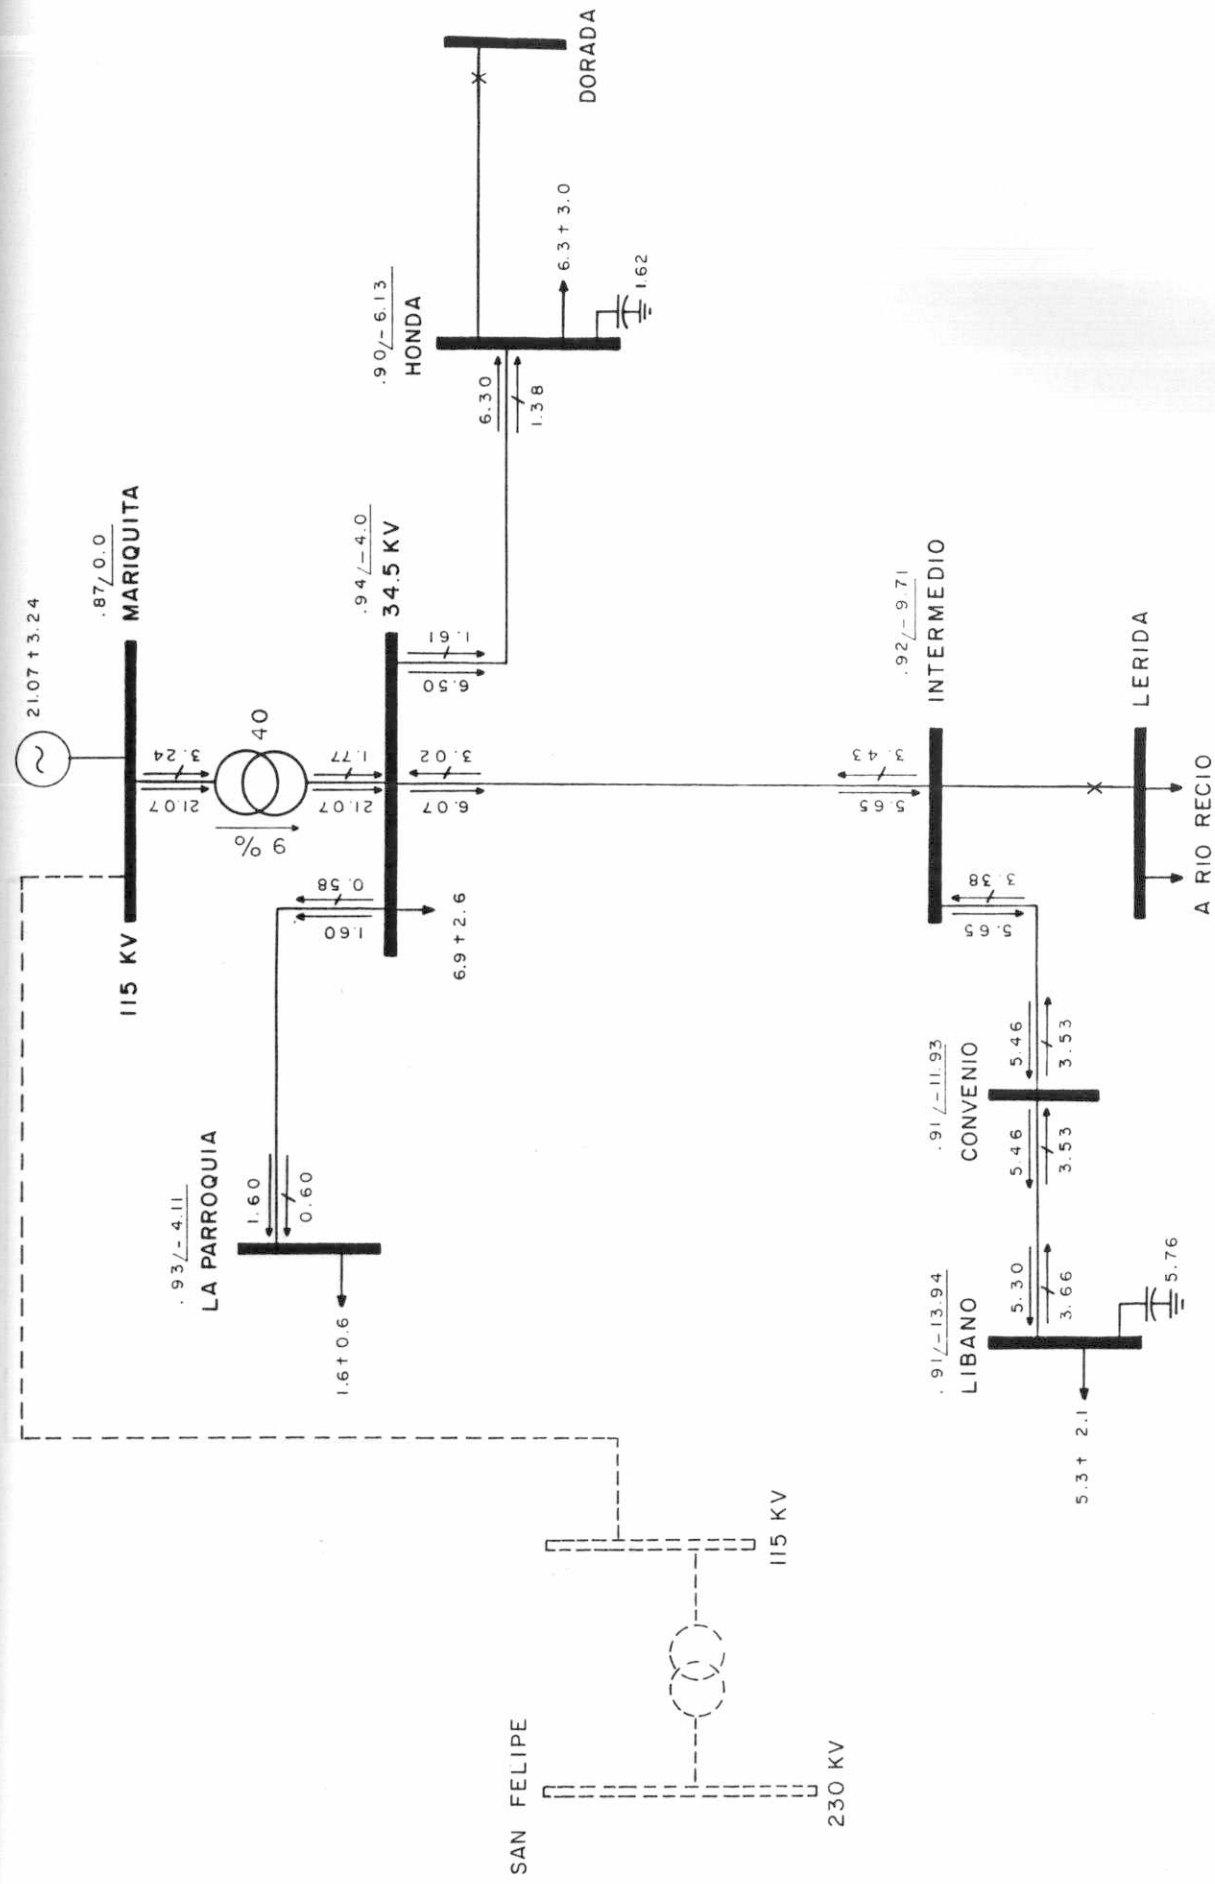 21.07 + 3.24
.87/0.0
MARIQUITA
115 KV
3.24
21.07
40
9 %
1.77
21.07
.94/-4.0
34.5 KV
0.58
1.60
6.9 + 2.6
3.02
6.07
1.61
6.50
DORADA
.90/-6.13
HONDA
6.30
1.38
6.3 + 3.0
1.62
.93/-4.11
LA PARROQUIA
1.60
0.60
1.6 + 0.6
.92/-9.71
INTERMEDIO
3.43
5.65
3.38
5.65
LERIDA
A RIO RECIO
.91/-11.93
CONVENIO
5.46
3.53
5.46
3.53
.91/-13.94
LIBANO
5.30
3.66
5.76
5.3 + 2.1
115 KV
SAN FELIPE
230 KV